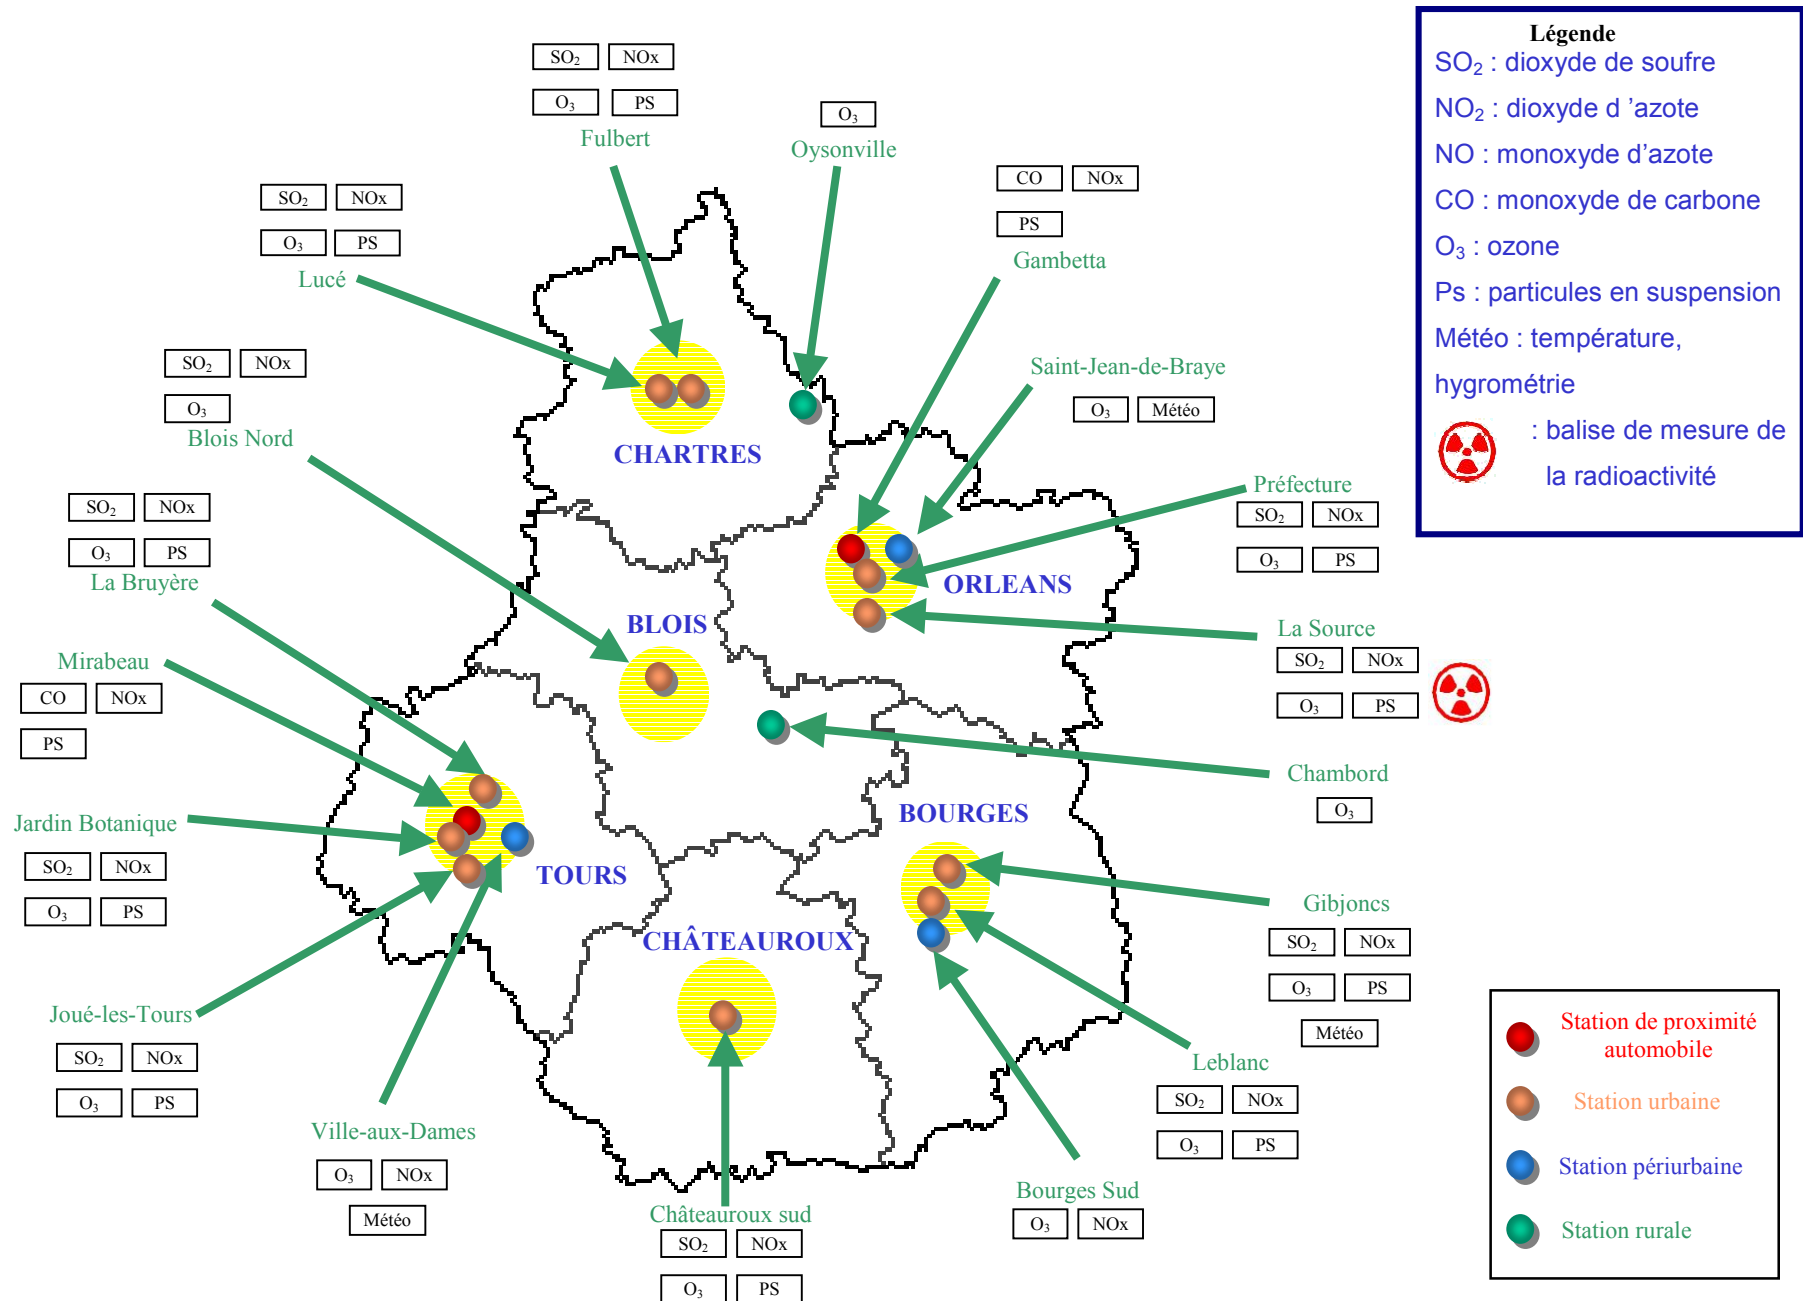 Légende
SO₂ : dioxyde de soufre
NO₂ : dioxyde d ’azote
NO : monoxyde d’azote
CO : monoxyde de carbone
O₃ : ozone
Ps : particules en suspension
Météo : température,
hygrométrie
: balise de mesure de
la radioactivité
SO₂ NOx
O₃ PS
Fulbert
O₃
Oysonville
CO NOx
PS
Gambetta
SO₂ NOx
O₃ PS
Lucé
Saint-Jean-de-Braye
O₃ Météo
SO₂ NOx
O₃
Blois Nord
CHARTRES
Préfecture
SO₂ NOx
O₃ PS
SO₂ NOx
O₃ PS
La Bruyère
ORLEANS
BLOIS
La Source
SO₂ NOx
O₃ PS
Mirabeau
CO NOx
PS
Chambord
O₃
BOURGES
Jardin Botanique
SO₂ NOx
O₃ PS
TOURS
Gibjoncs
SO₂ NOx
O₃ PS
Météo
CHÂTEAUROUX
Joué-les-Tours
SO₂ NOx
O₃ PS
Leblanc
SO₂ NOx
O₃ PS
Ville-aux-Dames
O₃ NOx
Météo
Bourges Sud
O₃ NOx
Châteauroux sud
SO₂ NOx
O₃ PS
Station de proximité
automobile
Station urbaine
Station périurbaine
Station rurale